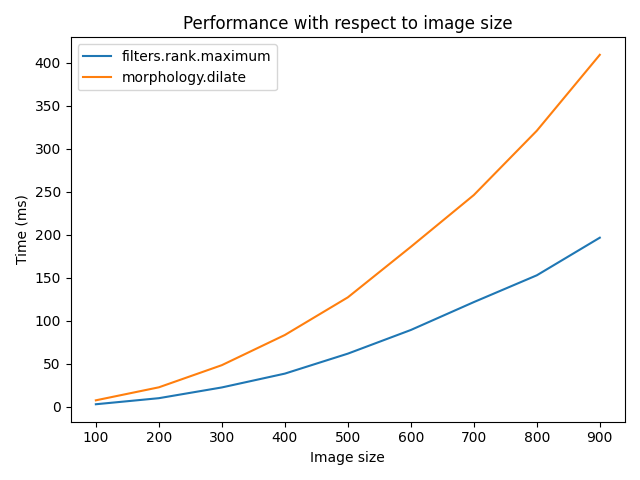 Performance with respect to image size
filters.rank.maximum
morphology.dilate
Time (ms)
400
350
300
250
200
150
100
50
0
100 200 300 400 500 600 700 800 900
Image size